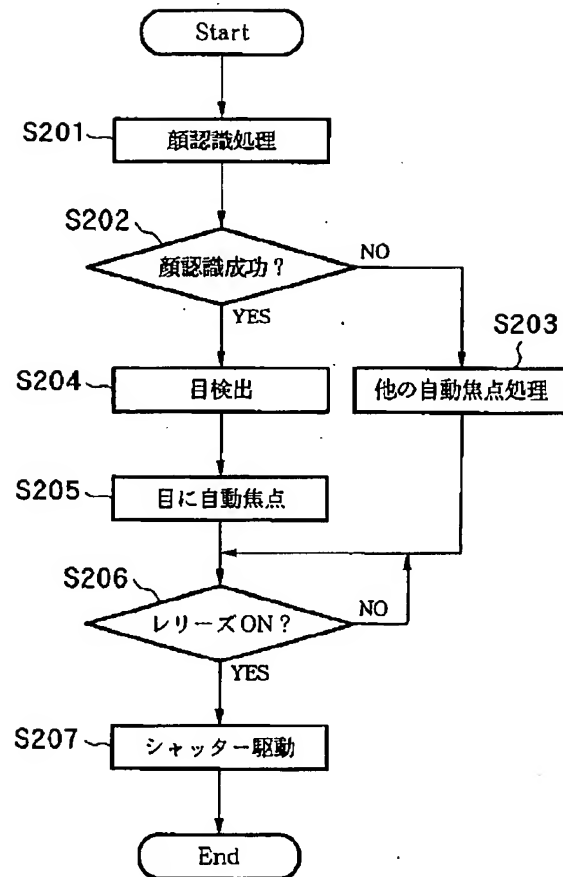 Start
S201
顔認識処理
S202
顔認識成功？
NO
YES
S203
S204
目検出
他の自動焦点処理
S205
目に自動焦点
S206
レリーズON？
NO
YES
S207
シャッター駆動
End